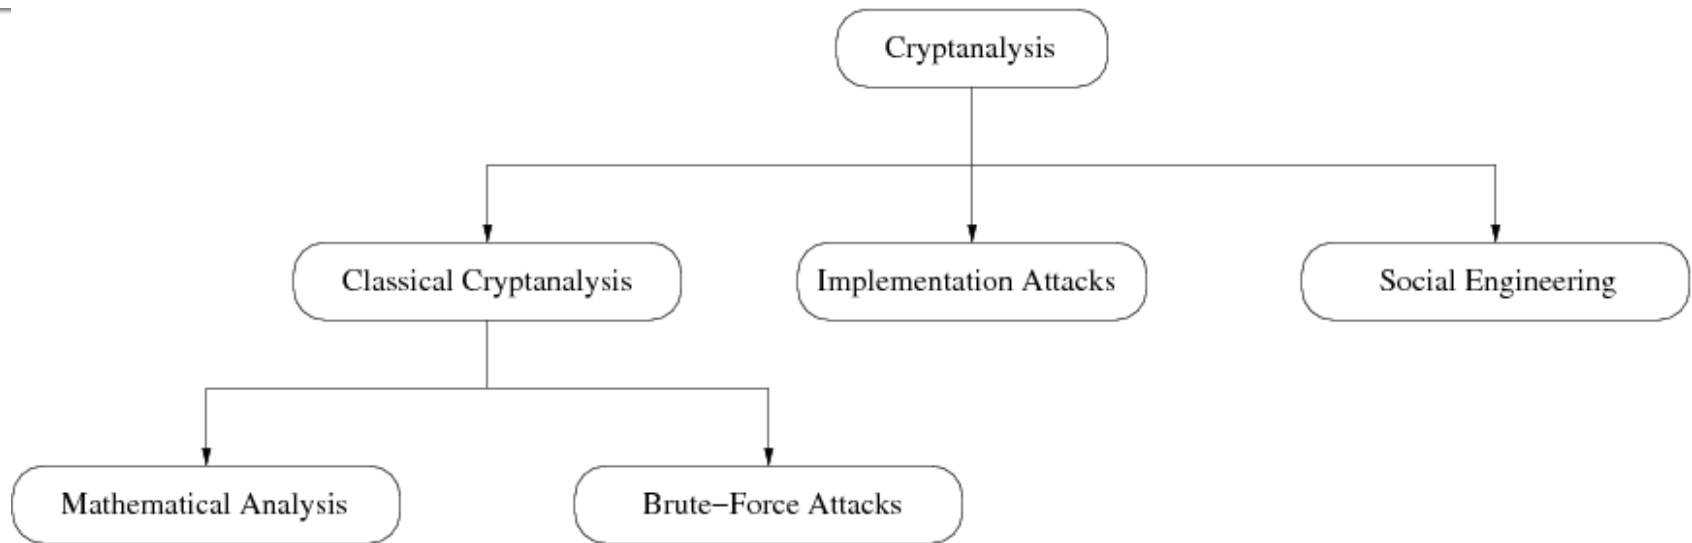 Cryptanalysis
Classical Cryptanalysis
Implementation Attacks
Social Engineering
Mathematical Analysis
Brute−Force Attacks